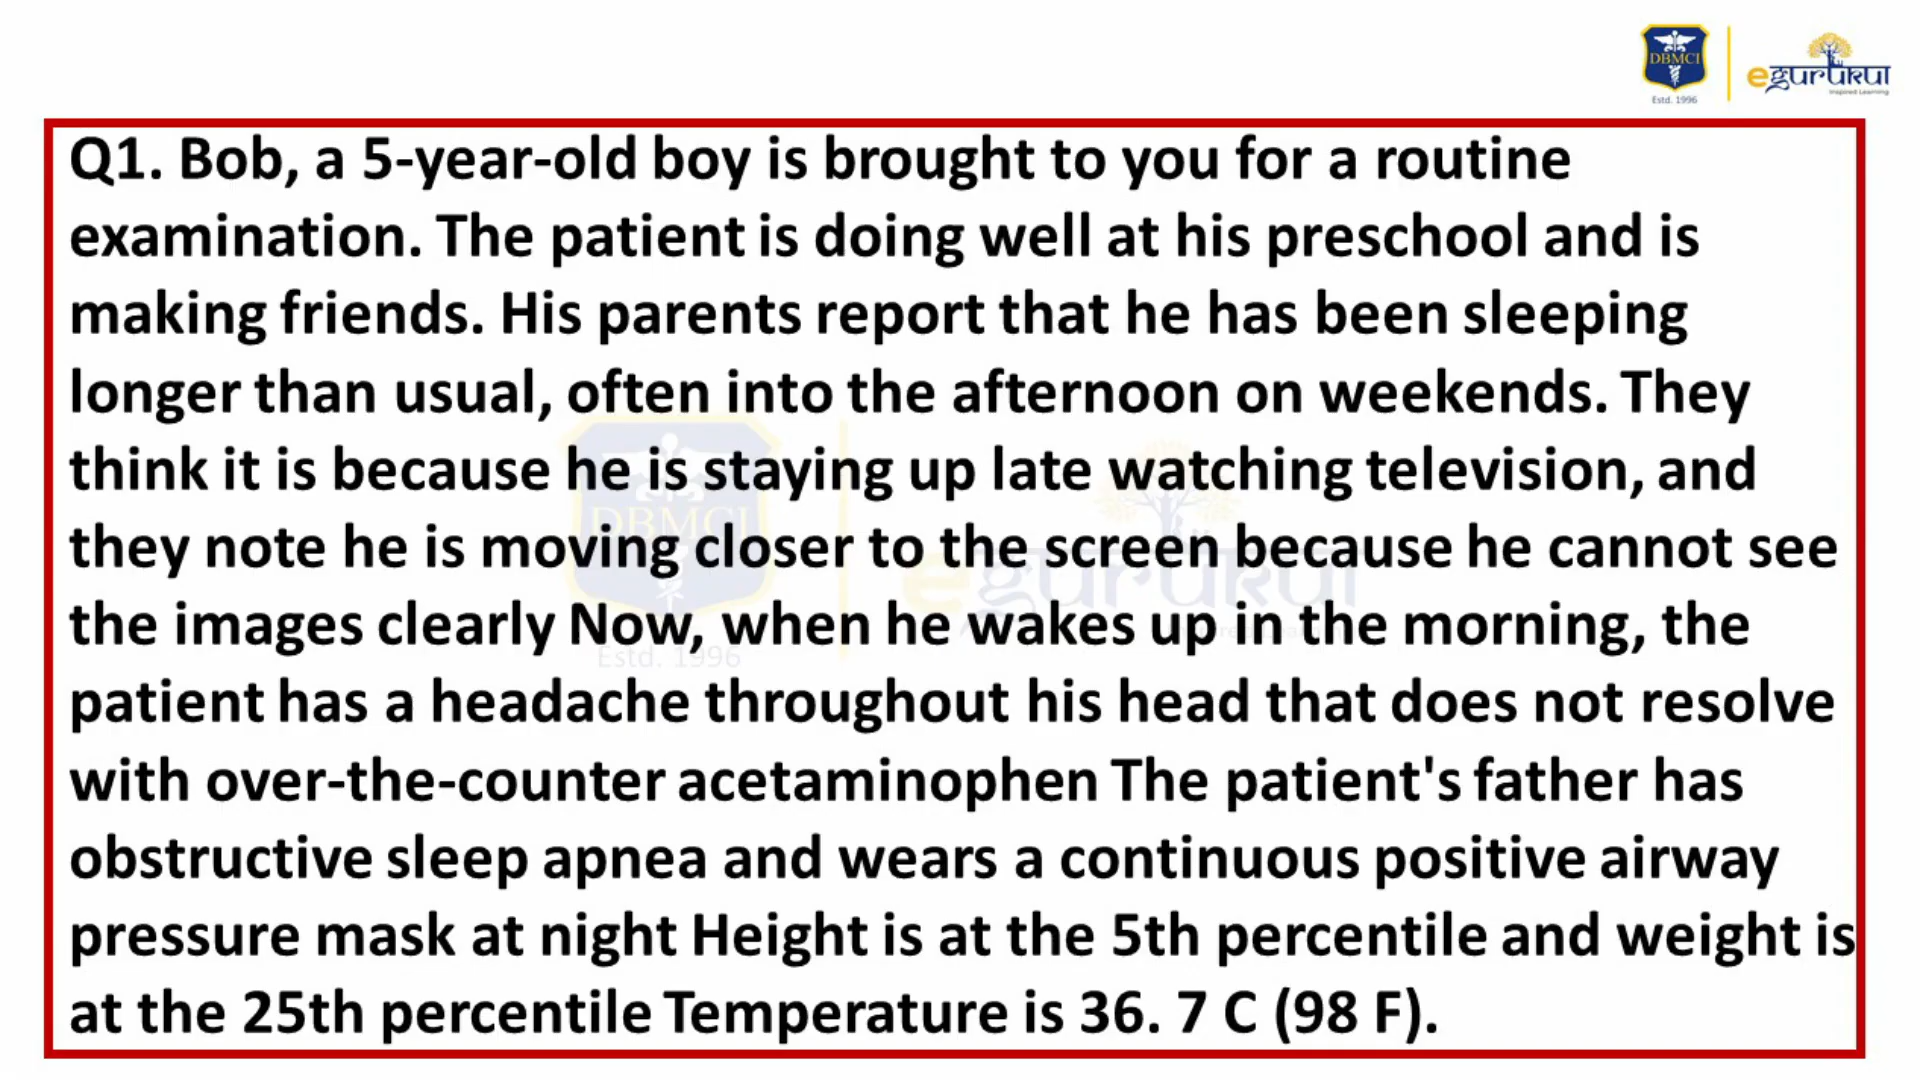 DBMCI
Estd. 1996
egurukul
Inspired Learning
Q1. Bob, a 5-year-old boy is brought to you for a routine
examination. The patient is doing well at his preschool and is
making friends. His parents report that he has been sleeping
longer than usual, often into the afternoon on weekends. They
think it is because he is staying up late watching television, and
they note he is moving closer to the screen because he cannot see
the images clearly Now, when he wakes up in the morning, the
patient has a headache throughout his head that does not resolve
with over-the-counter acetaminophen The patient's father has
obstructive sleep apnea and wears a continuous positive airway
pressure mask at night Height is at the 5th percentile and weight is
at the 25th percentile Temperature is 36. 7 C (98 F).
DBMCI
egurukul
Estd. 1996